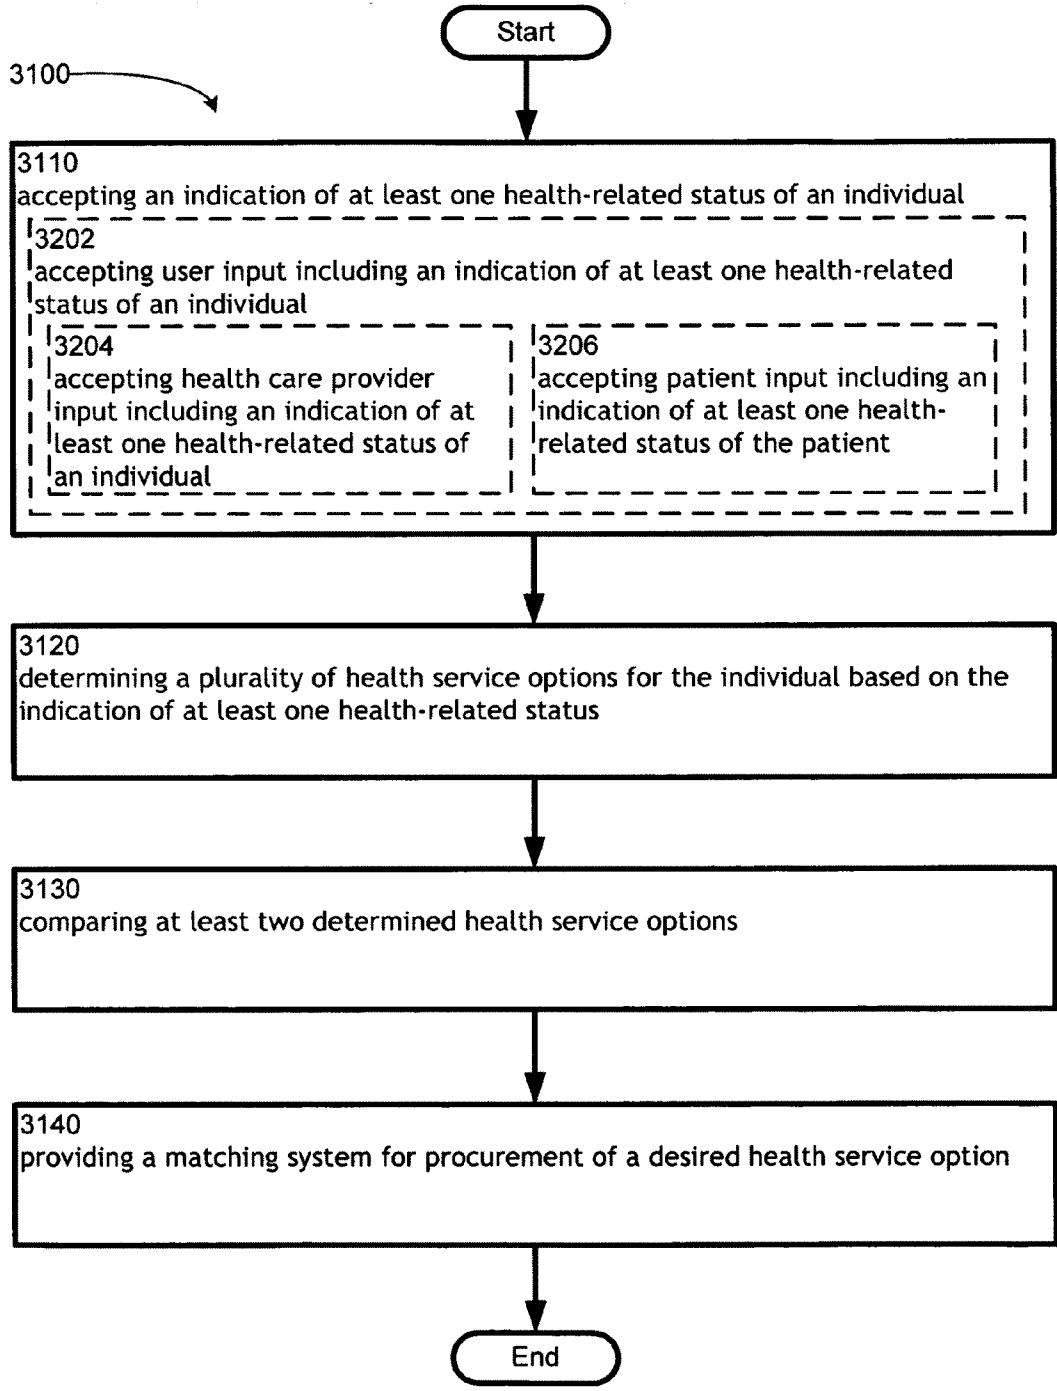 Start
3100
3110
accepting an indication of at least one health-related status of an individual
3202
accepting user input including an indication of at least one health-related
status of an individual
3204
accepting health care provider
input including an indication of at
least one health-related status of
an individual
3206
accepting patient input including an
indication of at least one health-
related status of the patient
3120
determining a plurality of health service options for the individual based on the
indication of at least one health-related status
3130
comparing at least two determined health service options
3140
providing a matching system for procurement of a desired health service option
End